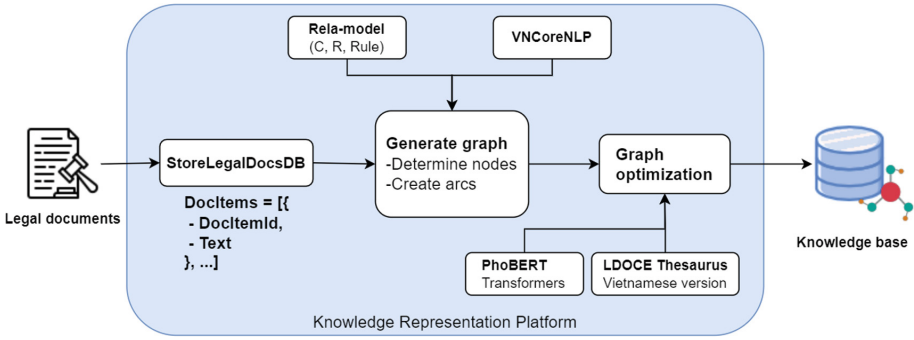 Rela-model
(C, R, Rule)
VNCoreNLP
Legal documents
StoreLegalDocsDB
DocItems = [{
- DocItemId,
- Text
}, ...]
Generate graph
-Determine nodes
-Create arcs
Graph
optimization
PhoBERT
Transformers
LDOCE Thesaurus
Vietnamese version
Knowledge base
Knowledge Representation Platform